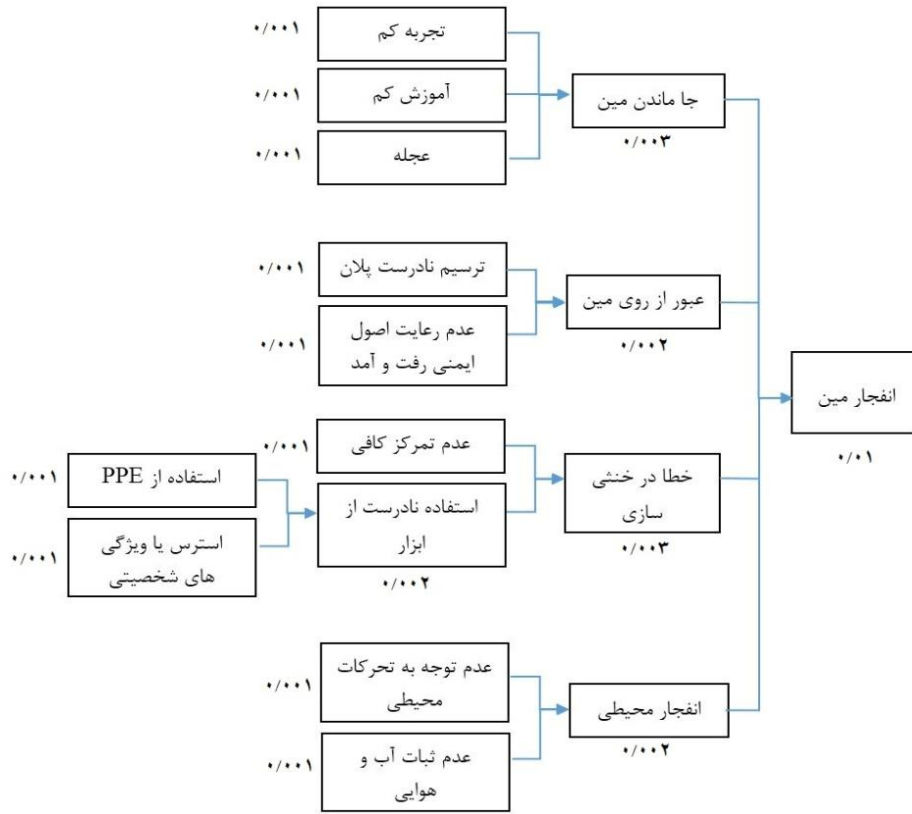 تجربه کم
۰/۰۰۱
آموزش کم
۰/۰۰۱
عجله
۰/۰۰۱
جا ماندن مین
۰/۰۰۳
ترسیم نادرست پلان
۰/۰۰۱
عدم رعایت اصول
ایمنی رفت و آمد
۰/۰۰۱
عبور از روی مین
۰/۰۰۲
انفجار مین
۰/۰۱
عدم تمرکز کافی
۰/۰۰۱
استفاده نادرست از
ابزار
۰/۰۰۲
خطا در خنثی
سازی
۰/۰۰۳
استفاده از PPE
۰/۰۰۱
استرس یا ویژگی
های شخصیتی
۰/۰۰۱
عدم توجه به تحرکات
محیطی
۰/۰۰۱
عدم ثبات آب و
هوایی
۰/۰۰۱
انفجار محیطی
۰/۰۰۲